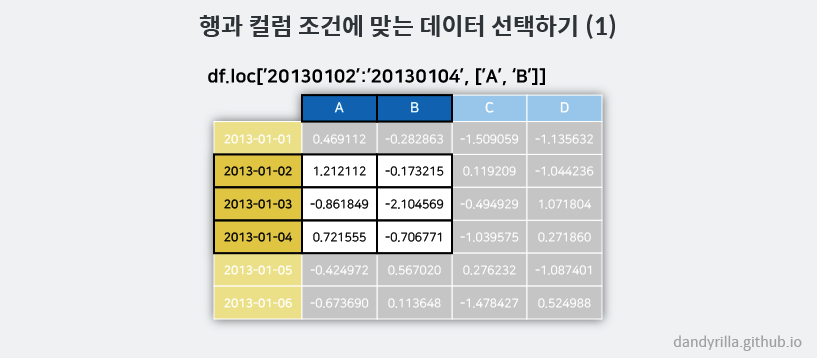 행과 컬럼 조건에 맞는 데이터 선택하기 (1)
df.loc['20130102':'20130104', ['A', 'B']]
A B C D
2013-01-01 0.469112 -0.282863 -1.509059 -1.135632
2013-01-02 1.212112 -0.173215 0.119209 -1.044236
2013-01-03 -0.861849 -2.104569 -0.494929 1.071804
2013-01-04 0.721555 -0.706771 -1.039575 0.271860
2013-01-05 -0.424972 0.567020 0.276232 -1.087401
2013-01-06 -0.673690 0.113648 -1.478427 0.524988
dandyrilla.github.io